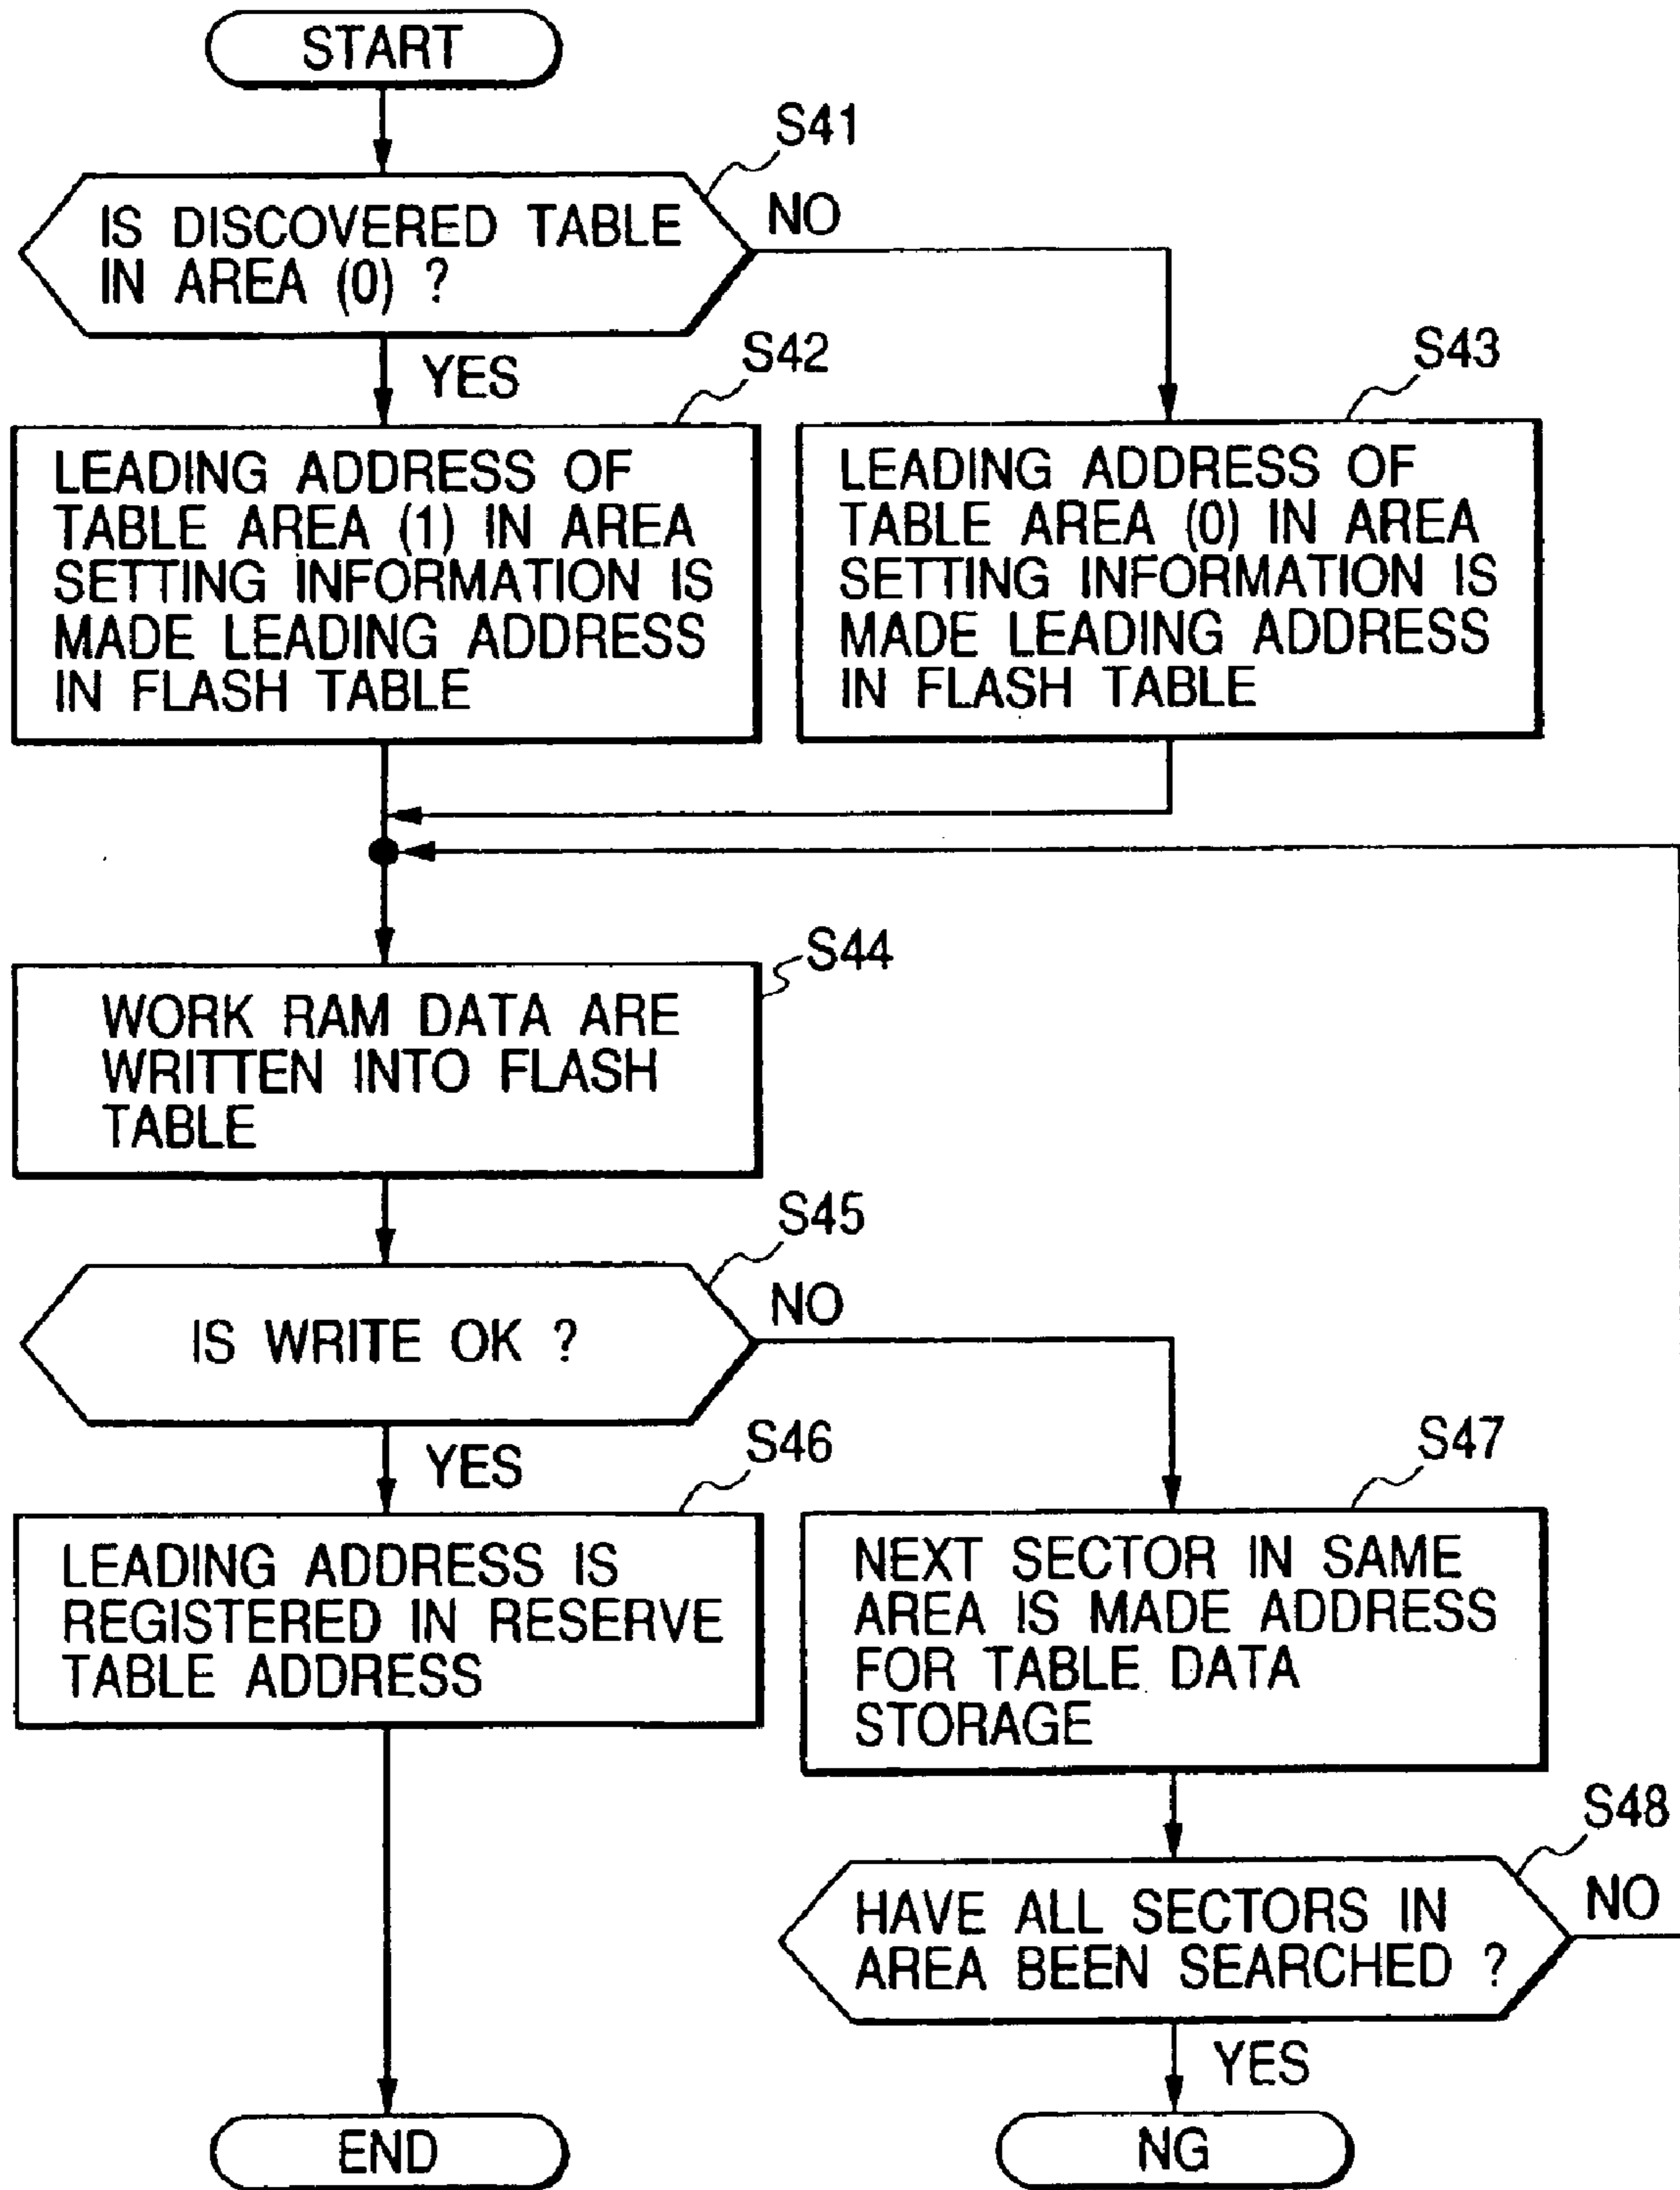 START
S41
IS DISCOVERED TABLE
IN AREA (0) ?
NO
YES
S42
LEADING ADDRESS OF
TABLE AREA (1) IN AREA
SETTING INFORMATION IS
MADE LEADING ADDRESS
IN FLASH TABLE
S43
LEADING ADDRESS OF
TABLE AREA (0) IN AREA
SETTING INFORMATION IS
MADE LEADING ADDRESS
IN FLASH TABLE
S44
WORK RAM DATA ARE
WRITTEN INTO FLASH
TABLE
S45
IS WRITE OK ?
NO
YES
S46
LEADING ADDRESS IS
REGISTERED IN RESERVE
TABLE ADDRESS
S47
NEXT SECTOR IN SAME
AREA IS MADE ADDRESS
FOR TABLE DATA
STORAGE
S48
HAVE ALL SECTORS IN
AREA BEEN SEARCHED ?
NO
YES
END
NG